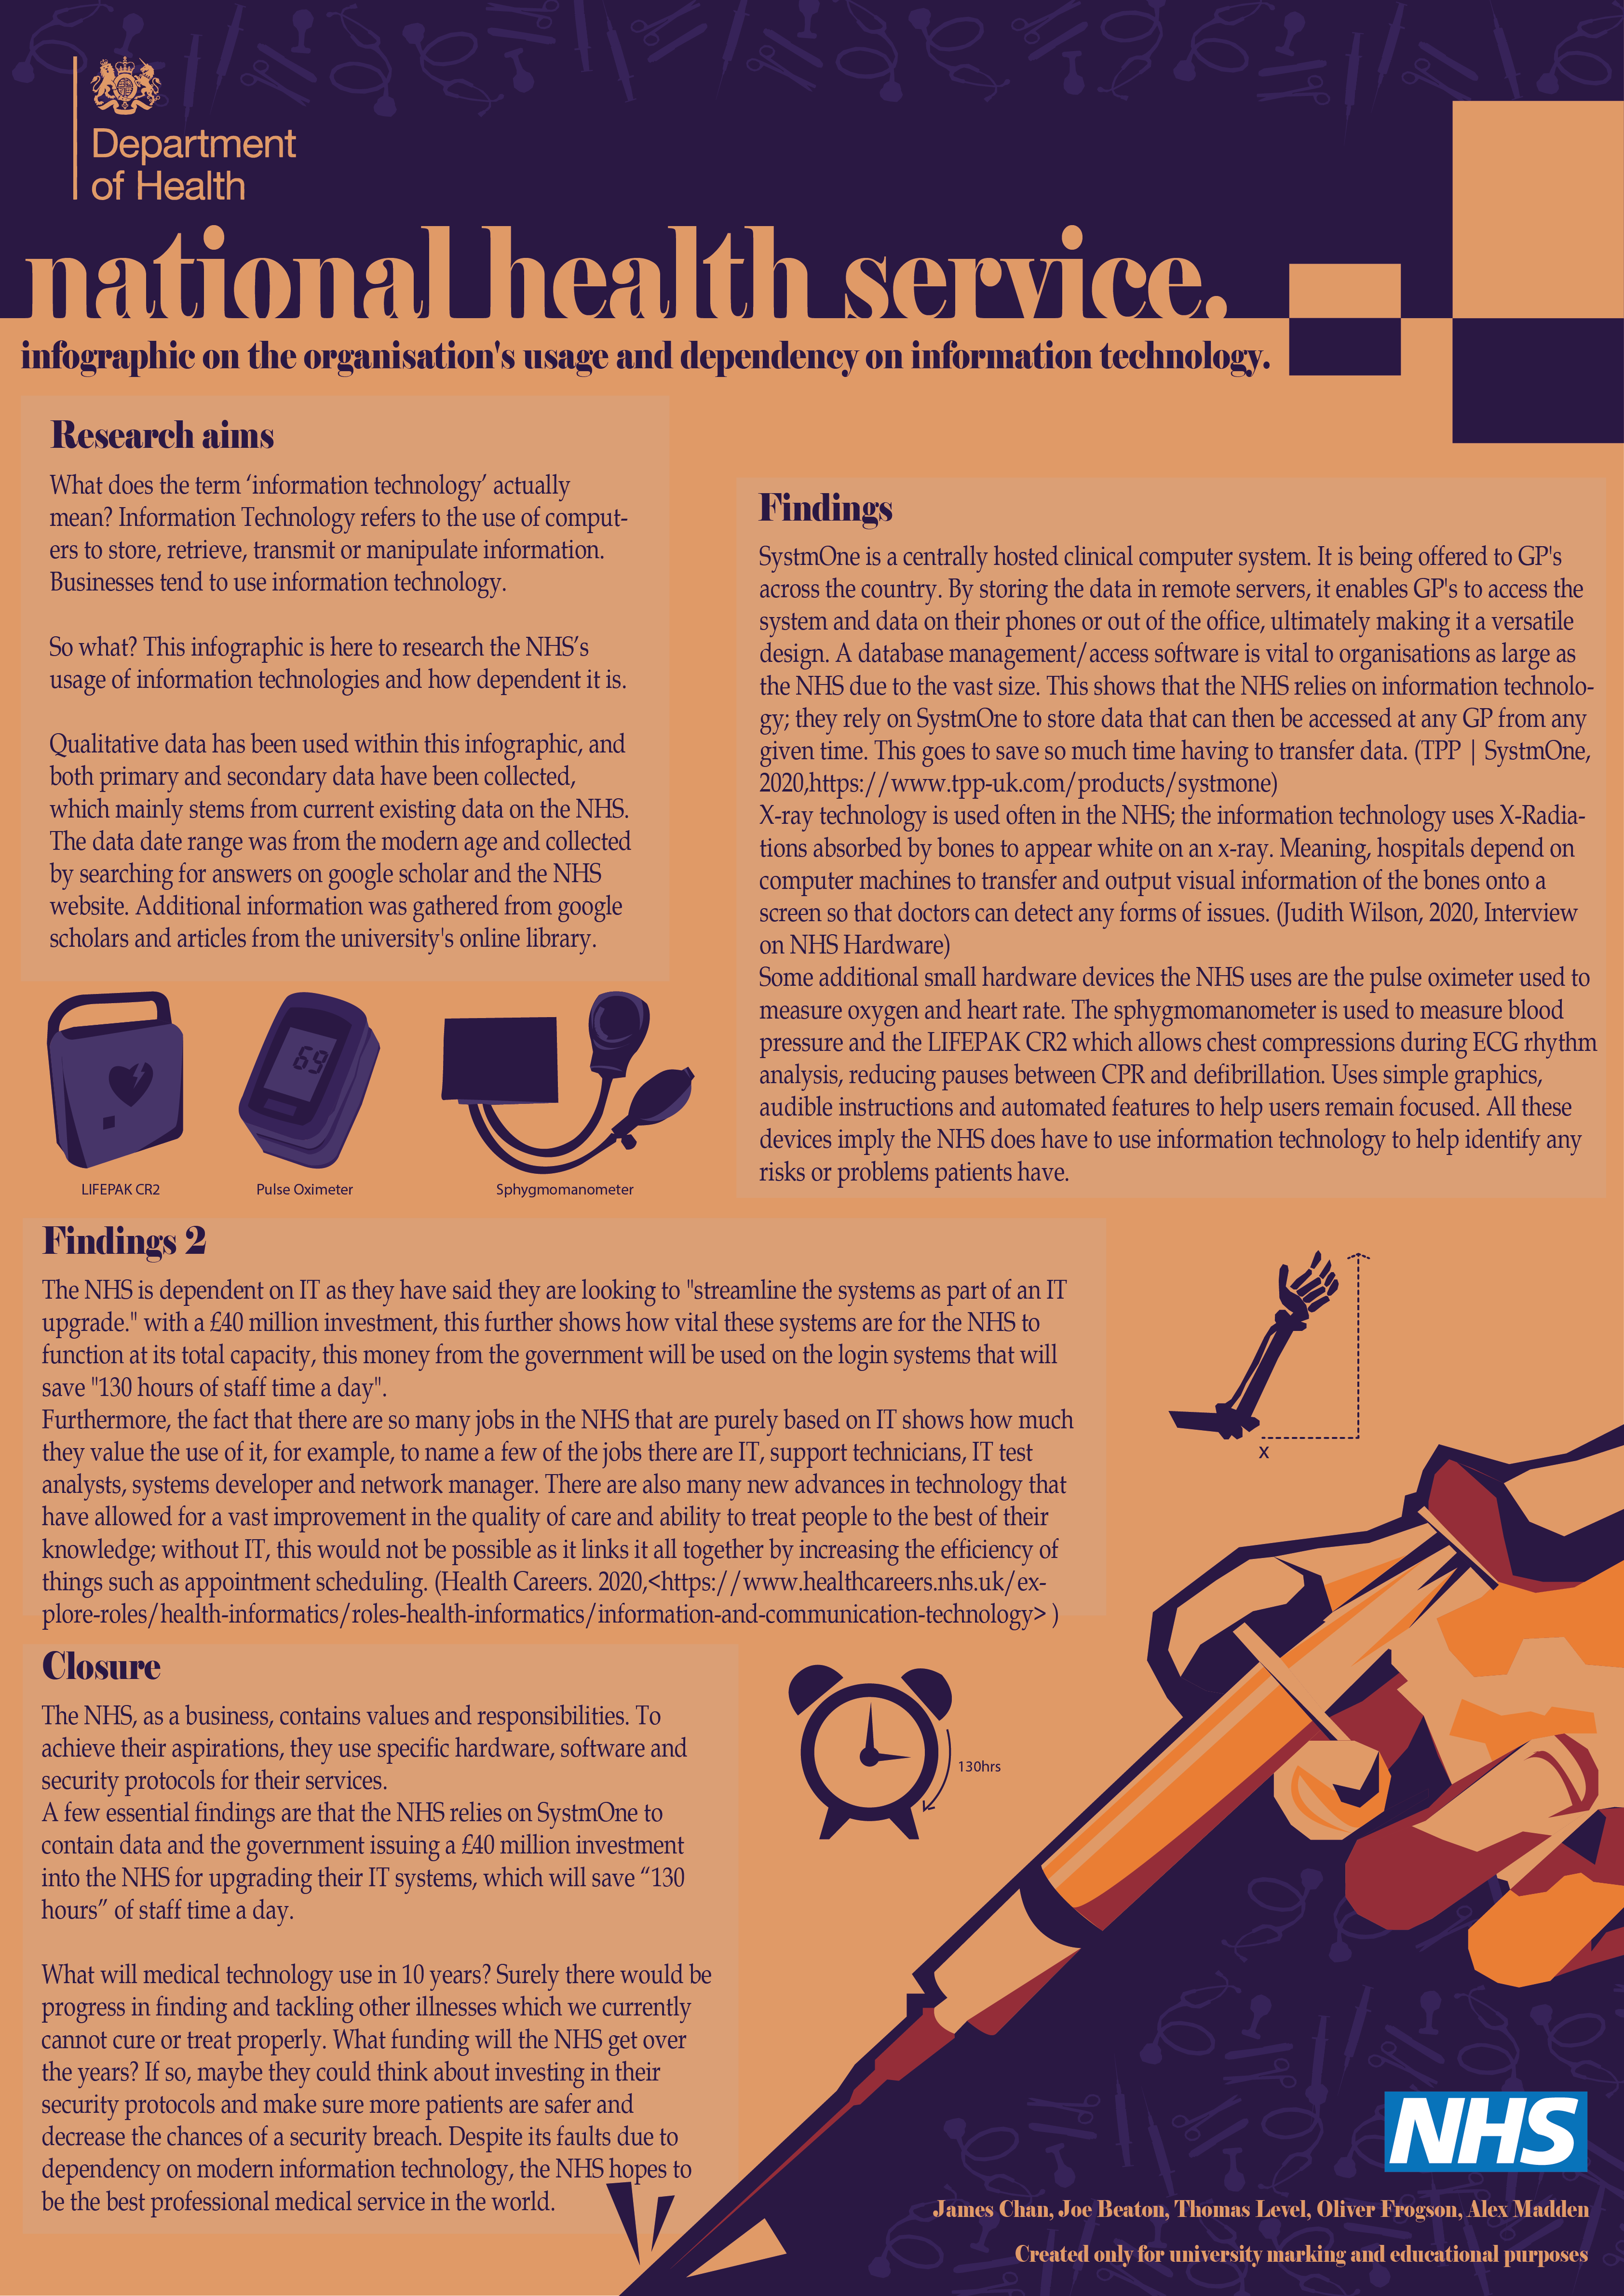 Department
of Health
national health service.
infographic on the organisation's usage and dependency on information technology.
Research aims
What does the term ‘information technology’ actually
mean? Information Technology refers to the use of comput-
ers to store, retrieve, transmit or manipulate information.
Businesses tend to use information technology.
So what? This infographic is here to research the NHS’s
usage of information technologies and how dependent it is.
Qualitative data has been used within this infographic, and
both primary and secondary data have been collected,
which mainly stems from current existing data on the NHS.
The data date range was from the modern age and collected
by searching for answers on google scholar and the NHS
website. Additional information was gathered from google
scholars and articles from the university's online library.
69
LIFEPAK CR2
Pulse Oximeter
Sphygmomanometer
Findings
SystmOne is a centrally hosted clinical computer system. It is being offered to GP's
across the country. By storing the data in remote servers, it enables GP's to access the
system and data on their phones or out of the office, ultimately making it a versatile
design. A database management/access software is vital to organisations as large as
the NHS due to the vast size. This shows that the NHS relies on information technolo-
gy; they rely on SystmOne to store data that can then be accessed at any GP from any
given time. This goes to save so much time having to transfer data. (TPP | SystmOne,
2020,https://www.tpp-uk.com/products/systmone)
X-ray technology is used often in the NHS; the information technology uses X-Radia-
tions absorbed by bones to appear white on an x-ray. Meaning, hospitals depend on
computer machines to transfer and output visual information of the bones onto a
screen so that doctors can detect any forms of issues. (Judith Wilson, 2020, Interview
on NHS Hardware)
Some additional small hardware devices the NHS uses are the pulse oximeter used to
measure oxygen and heart rate. The sphygmomanometer is used to measure blood
pressure and the LIFEPAK CR2 which allows chest compressions during ECG rhythm
analysis, reducing pauses between CPR and defibrillation. Uses simple graphics,
audible instructions and automated features to help users remain focused. All these
devices imply the NHS does have to use information technology to help identify any
risks or problems patients have.
Findings 2
The NHS is dependent on IT as they have said they are looking to "streamline the systems as part of an IT
upgrade." with a £40 million investment, this further shows how vital these systems are for the NHS to
function at its total capacity, this money from the government will be used on the login systems that will
save "130 hours of staff time a day".
Furthermore, the fact that there are so many jobs in the NHS that are purely based on IT shows how much
they value the use of it, for example, to name a few of the jobs there are IT, support technicians, IT test
analysts, systems developer and network manager. There are also many new advances in technology that
have allowed for a vast improvement in the quality of care and ability to treat people to the best of their
knowledge; without IT, this would not be possible as it links it all together by increasing the efficiency of
things such as appointment scheduling. (Health Careers. 2020,<https://www.healthcareers.nhs.uk/ex-
plore-roles/health-informatics/roles-health-informatics/information-and-communication-technology> )
x
Closure
The NHS, as a business, contains values and responsibilities. To
achieve their aspirations, they use specific hardware, software and
security protocols for their services.
A few essential findings are that the NHS relies on SystmOne to
contain data and the government issuing a £40 million investment
into the NHS for upgrading their IT systems, which will save “130
hours” of staff time a day.
What will medical technology use in 10 years? Surely there would be
progress in finding and tackling other illnesses which we currently
cannot cure or treat properly. What funding will the NHS get over
the years? If so, maybe they could think about investing in their
security protocols and make sure more patients are safer and
decrease the chances of a security breach. Despite its faults due to
dependency on modern information technology, the NHS hopes to
be the best professional medical service in the world.
130hrs
NHS
James Chan, Joe Beaton, Thomas Level, Oliver Frogson, Alex Madden
Created only for university marking and educational purposes